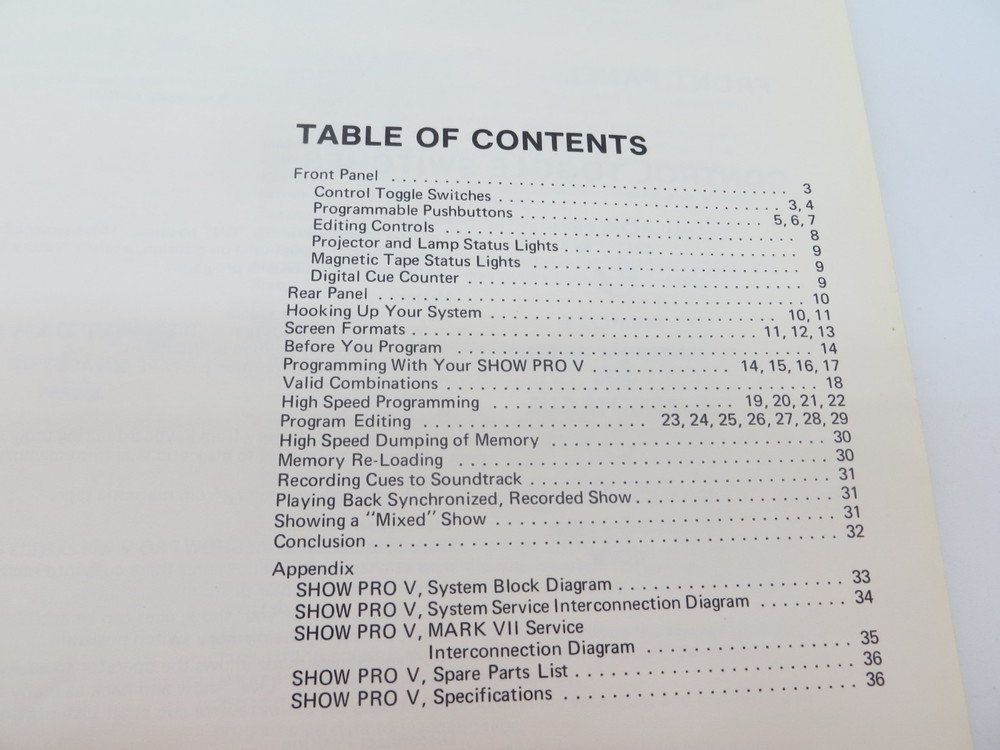 TABLE OF CONTENTS
Front Panel . . . . . . . . . . . . . . . . . . . . . . . . . . . . . . . . . 3
Control Toggle Switches . . . . . . . . . . . . . . . . . . . . . . . . 3, 4
Programmable Pushbuttons . . . . . . . . . . . . . . . . . . . . . 5, 6, 7
Editing Controls . . . . . . . . . . . . . . . . . . . . . . . . . . . . . 8
Projector and Lamp Status Lights . . . . . . . . . . . . . . . . . . . 9
Magnetic Tape Status Lights . . . . . . . . . . . . . . . . . . . . . 9
Digital Cue Counter . . . . . . . . . . . . . . . . . . . . . . . . . . 9
Rear Panel . . . . . . . . . . . . . . . . . . . . . . . . . . . . . . . . 10
Hooking Up Your System . . . . . . . . . . . . . . . . . . . . . . 10, 11
Screen Formats . . . . . . . . . . . . . . . . . . . . . . . . . 11, 12, 13
Before You Program . . . . . . . . . . . . . . . . . . . . . . . . . . 14
Programming With Your SHOW PRO V . . . . . . . . . . . . . 14, 15, 16, 17
Valid Combinations . . . . . . . . . . . . . . . . . . . . . . . . . . . 18
High Speed Programming . . . . . . . . . . . . . . . . . . . 19, 20, 21, 22
Program Editing . . . . . . . . . . . . . . . . . . . . 23, 24, 25, 26, 27, 28, 29
High Speed Dumping of Memory . . . . . . . . . . . . . . . . . . . . 30
Memory Re-Loading . . . . . . . . . . . . . . . . . . . . . . . . . . . 30
Recording Cues to Soundtrack . . . . . . . . . . . . . . . . . . . . . . 31
Playing Back Synchronized, Recorded Show . . . . . . . . . . . . . . . 31
Showing a “Mixed” Show . . . . . . . . . . . . . . . . . . . . . . . . 31
Conclusion . . . . . . . . . . . . . . . . . . . . . . . . . . . . . . . . 32
Appendix
SHOW PRO V, System Block Diagram . . . . . . . . . . . . . . . . . 33
SHOW PRO V, System Service Interconnection Diagram . . . . . . . . 34
SHOW PRO V, MARK VII Service
Interconnection Diagram . . . . . . . . . . . . . . . . 35
SHOW PRO V, Spare Parts List . . . . . . . . . . . . . . . . . . . . . 36
SHOW PRO V, Specifications . . . . . . . . . . . . . . . . . . . . . . 36